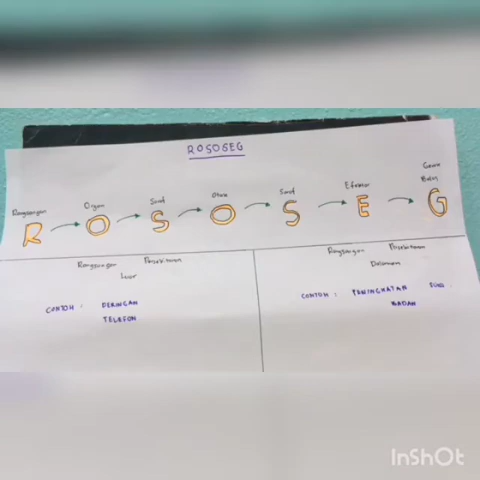 ROSOSEG
Rangsangan Organ Saraf Otak Saraf Efektor Gerak Balas
R O S O S E G
Rangsangan Persekitaran
Luar
CONTOH : DERINGAN
TELEFON
Rangsangan Persekitaran
Dalaman
CONTOH : PENINGKATAN SUHU
BADAN
InShOt